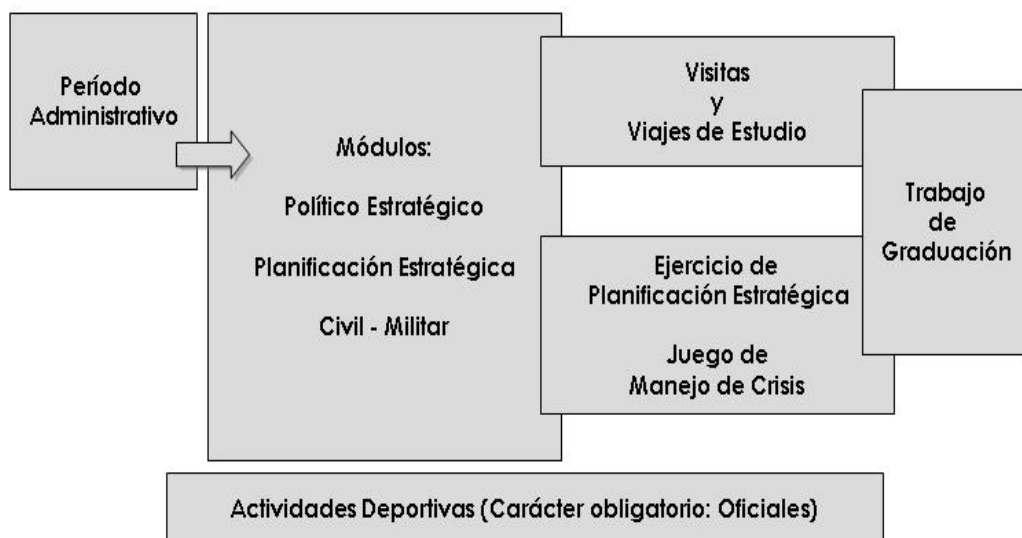 Período
Administrativo
Módulos:
Político Estratégico
Planificación Estratégica
Civil - Militar
Visitas
y
Viajes de Estudio
Ejercicio de
Planificación Estratégica
Juego de
Manejo de Crisis
Trabajo
de
Graduación
Actividades Deportivas (Carácter obligatorio: Oficiales)